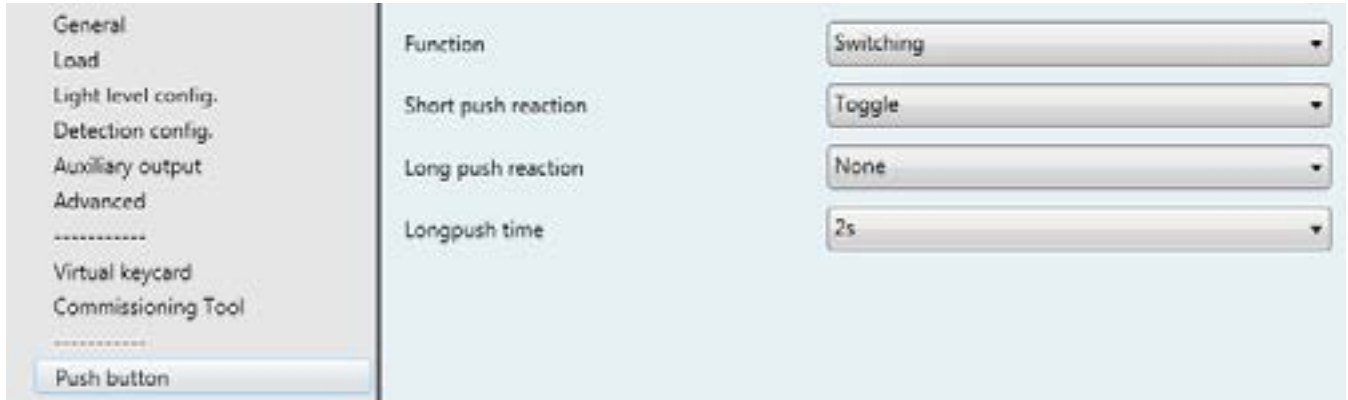 General
Load
Light level config.
Detection config.
Auxiliary output
Advanced
-----------
Virtual keycard
Commissioning Tool
-----------
Push button
Function
Switching
Short push reaction
Toggle
Long push reaction
None
Longpush time
2s